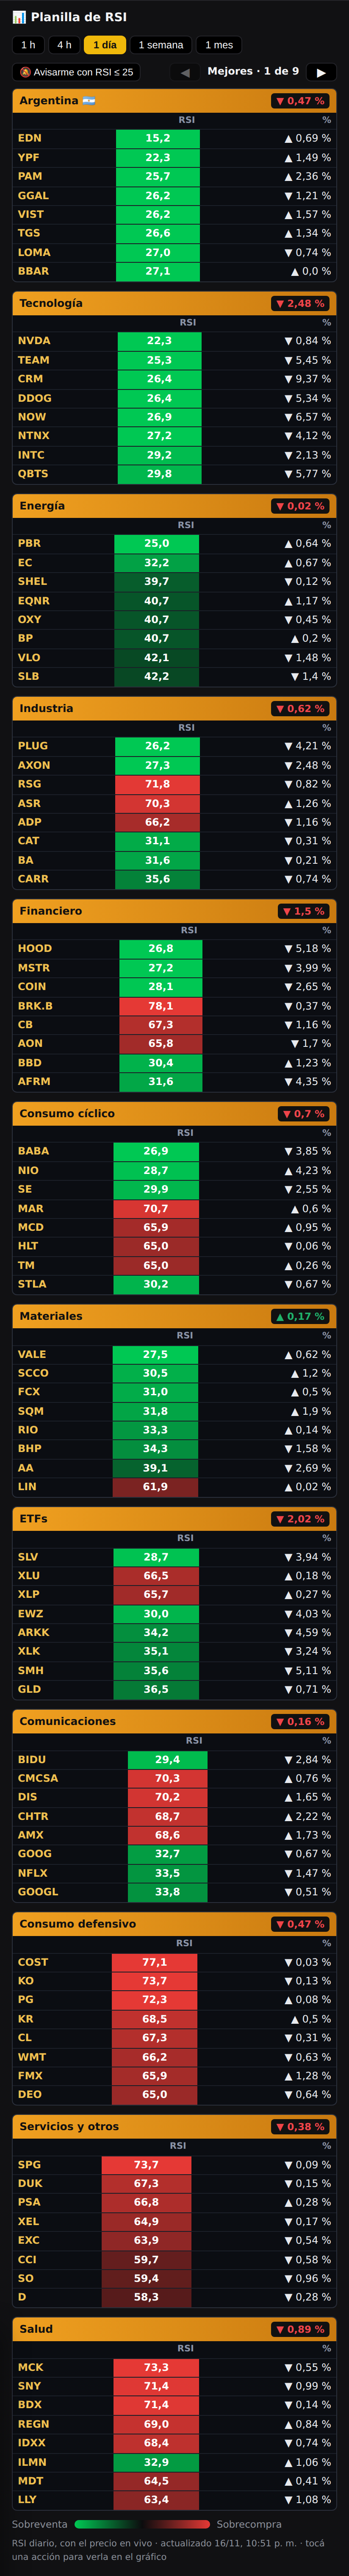 📊 Planilla de RSI
1 h 4 h 1 día 1 semana 1 mes
🔕 Avisarme con RSI ≤ 25 ◀ Mejores · 1 de 9 ▶
Argentina 🇦🇷 ▼ 0,47 %
RSI %
EDN 15,2 ▲ 0,69 %
YPF 22,3 ▲ 1,49 %
PAM 25,7 ▲ 2,36 %
GGAL 26,2 ▼ 1,21 %
VIST 26,2 ▲ 1,57 %
TGS 26,6 ▲ 1,34 %
LOMA 27,0 ▼ 0,74 %
BBAR 27,1 ▲ 0,0 %
Tecnología ▼ 2,48 %
RSI %
NVDA 22,3 ▼ 0,84 %
TEAM 25,3 ▼ 5,45 %
CRM 26,4 ▼ 9,37 %
DDOG 26,4 ▼ 5,34 %
NOW 26,9 ▼ 6,57 %
NTNX 27,2 ▼ 4,12 %
INTC 29,2 ▼ 2,13 %
QBTS 29,8 ▼ 5,77 %
Energía ▼ 0,02 %
RSI %
PBR 25,0 ▲ 0,64 %
EC 32,2 ▲ 0,67 %
SHEL 39,7 ▼ 0,12 %
EQNR 40,7 ▲ 1,17 %
OXY 40,7 ▼ 0,45 %
BP 40,7 ▲ 0,2 %
VLO 42,1 ▼ 1,48 %
SLB 42,2 ▼ 1,4 %
Industria ▼ 0,62 %
RSI %
PLUG 26,2 ▼ 4,21 %
AXON 27,3 ▼ 2,48 %
RSG 71,8 ▼ 0,82 %
ASR 70,3 ▲ 1,26 %
ADP 66,2 ▼ 1,16 %
CAT 31,1 ▼ 0,31 %
BA 31,6 ▼ 0,21 %
CARR 35,6 ▼ 0,74 %
Financiero ▼ 1,5 %
RSI %
HOOD 26,8 ▼ 5,18 %
MSTR 27,2 ▼ 3,99 %
COIN 28,1 ▼ 2,65 %
BRK.B 78,1 ▼ 0,37 %
CB 67,3 ▼ 1,16 %
AON 65,8 ▼ 1,7 %
BBD 30,4 ▲ 1,23 %
AFRM 31,6 ▼ 4,35 %
Consumo cíclico ▼ 0,7 %
RSI %
BABA 26,9 ▼ 3,85 %
NIO 28,7 ▲ 4,23 %
SE 29,9 ▼ 2,55 %
MAR 70,7 ▲ 0,6 %
MCD 65,9 ▲ 0,95 %
HLT 65,0 ▼ 0,06 %
TM 65,0 ▲ 0,26 %
STLA 30,2 ▼ 0,67 %
Materiales ▲ 0,17 %
RSI %
VALE 27,5 ▲ 0,62 %
SCCO 30,5 ▲ 1,2 %
FCX 31,0 ▲ 0,5 %
SQM 31,8 ▲ 1,9 %
RIO 33,3 ▲ 0,14 %
BHP 34,3 ▼ 1,58 %
AA 39,1 ▼ 2,69 %
LIN 61,9 ▲ 0,02 %
ETFs ▼ 2,02 %
RSI %
SLV 28,7 ▼ 3,94 %
XLU 66,5 ▲ 0,18 %
XLP 65,7 ▲ 0,27 %
EWZ 30,0 ▼ 4,03 %
ARKK 34,2 ▼ 4,59 %
XLK 35,1 ▼ 3,24 %
SMH 35,6 ▼ 5,11 %
GLD 36,5 ▼ 0,71 %
Comunicaciones ▼ 0,16 %
RSI %
BIDU 29,4 ▼ 2,84 %
CMCSA 70,3 ▲ 0,76 %
DIS 70,2 ▲ 1,65 %
CHTR 68,7 ▲ 2,22 %
AMX 68,6 ▲ 1,73 %
GOOG 32,7 ▼ 0,67 %
NFLX 33,5 ▼ 1,47 %
GOOGL 33,8 ▼ 0,51 %
Consumo defensivo ▼ 0,47 %
RSI %
COST 77,1 ▼ 0,03 %
KO 73,7 ▼ 0,13 %
PG 72,3 ▲ 0,08 %
KR 68,5 ▲ 0,5 %
CL 67,3 ▼ 0,31 %
WMT 66,2 ▼ 0,63 %
FMX 65,9 ▲ 1,28 %
DEO 65,0 ▼ 0,64 %
Servicios y otros ▼ 0,38 %
RSI %
SPG 73,7 ▼ 0,09 %
DUK 67,3 ▼ 0,15 %
PSA 66,8 ▲ 0,28 %
XEL 64,9 ▼ 0,17 %
EXC 63,9 ▼ 0,54 %
CCI 59,7 ▼ 0,58 %
SO 59,4 ▼ 0,96 %
D 58,3 ▼ 0,28 %
Salud ▼ 0,89 %
RSI %
MCK 73,3 ▼ 0,55 %
SNY 71,4 ▼ 0,99 %
BDX 71,4 ▼ 0,14 %
REGN 69,0 ▲ 0,84 %
IDXX 68,4 ▼ 0,74 %
ILMN 32,9 ▲ 1,06 %
MDT 64,5 ▲ 0,41 %
LLY 63,4 ▼ 1,08 %
Sobreventa Sobrecompra
RSI diario, con el precio en vivo · actualizado 16/11, 10:51 p. m. · tocá
una acción para verla en el gráfico